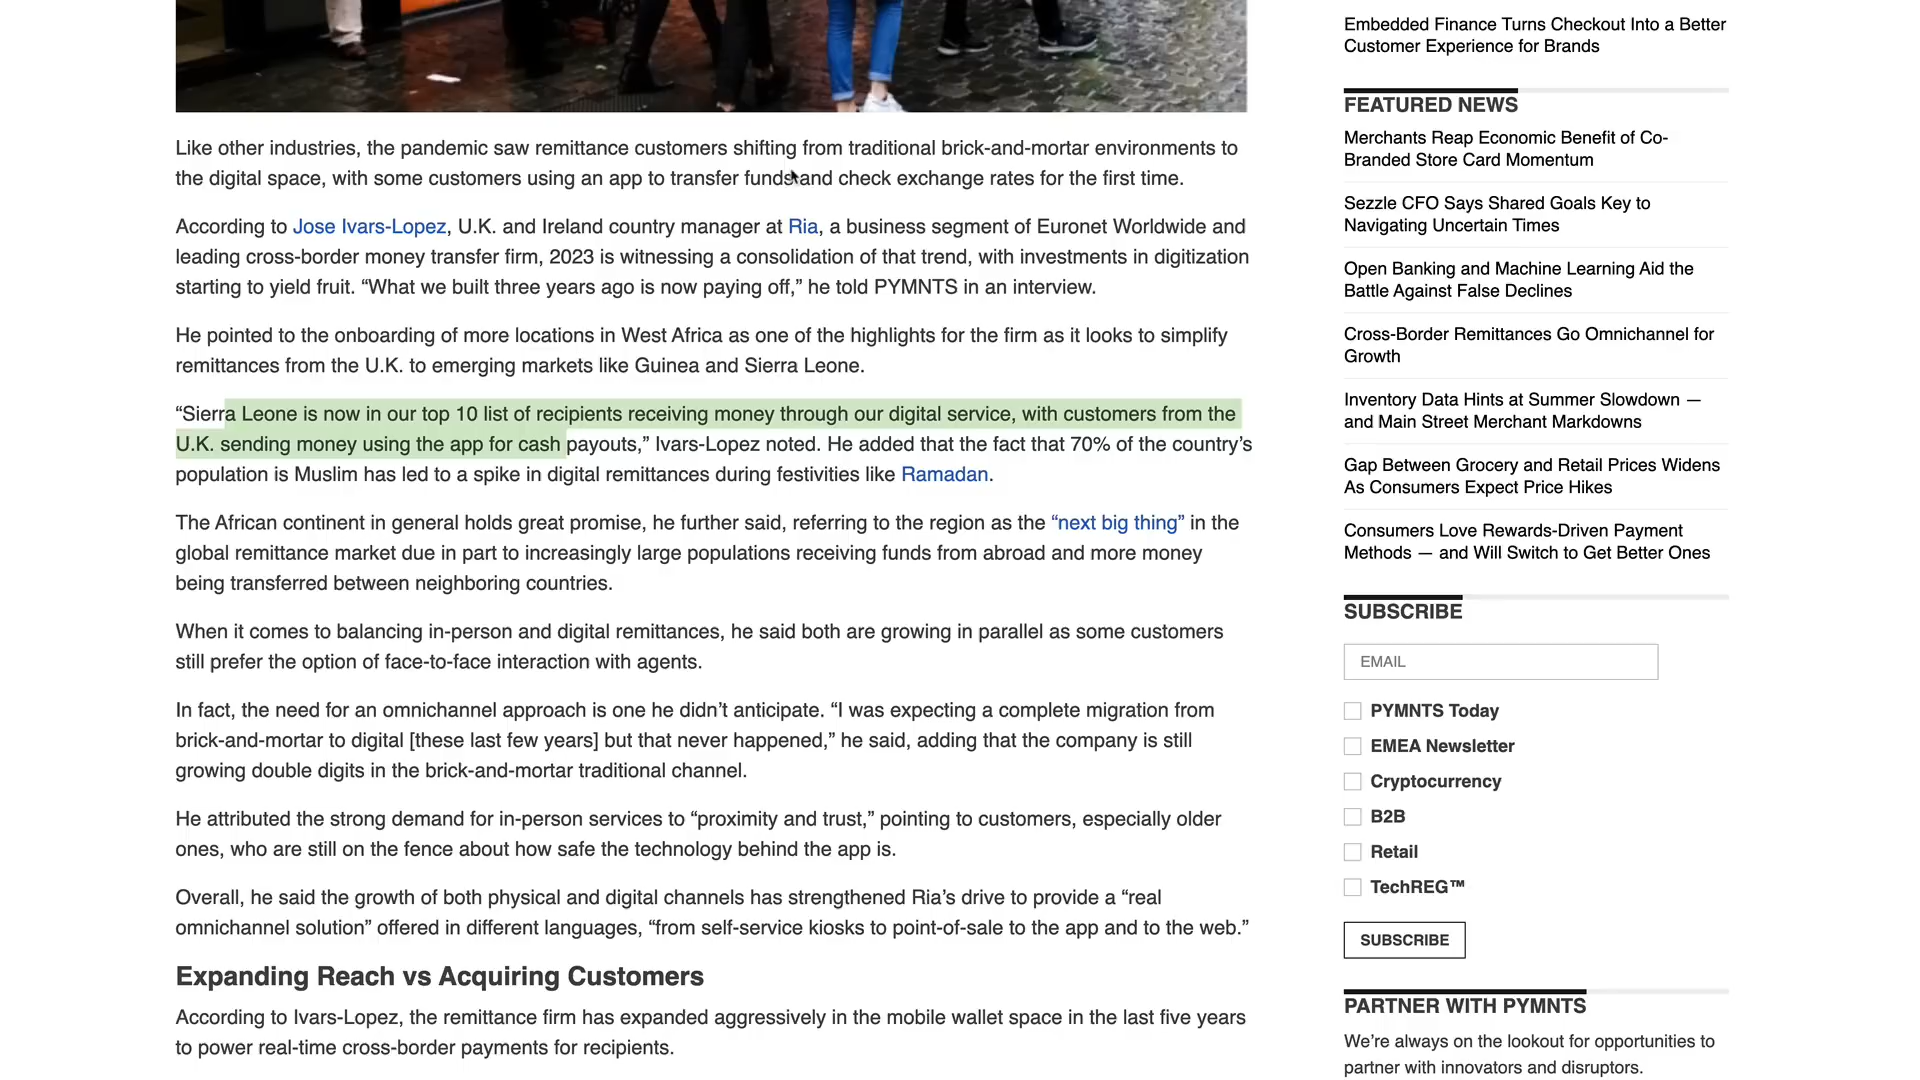 Like other industries, the pandemic saw remittance customers shifting from traditional brick-and-mortar environments to
the digital space, with some customers using an app to transfer funds and check exchange rates for the first time.
According to Jose Ivars-Lopez, U.K. and Ireland country manager at Ria, a business segment of Euronet Worldwide and
leading cross-border money transfer firm, 2023 is witnessing a consolidation of that trend, with investments in digitization
starting to yield fruit. “What we built three years ago is now paying off,” he told PYMNTS in an interview.
He pointed to the onboarding of more locations in West Africa as one of the highlights for the firm as it looks to simplify
remittances from the U.K. to emerging markets like Guinea and Sierra Leone.
“Sierra Leone is now in our top 10 list of recipients receiving money through our digital service, with customers from the
U.K. sending money using the app for cash payouts,” Ivars-Lopez noted. He added that the fact that 70% of the country’s
population is Muslim has led to a spike in digital remittances during festivities like Ramadan.
The African continent in general holds great promise, he further said, referring to the region as the “next big thing” in the
global remittance market due in part to increasingly large populations receiving funds from abroad and more money
being transferred between neighboring countries.
When it comes to balancing in-person and digital remittances, he said both are growing in parallel as some customers
still prefer the option of face-to-face interaction with agents.
In fact, the need for an omnichannel approach is one he didn’t anticipate. “I was expecting a complete migration from
brick-and-mortar to digital [these last few years] but that never happened,” he said, adding that the company is still
growing double digits in the brick-and-mortar traditional channel.
He attributed the strong demand for in-person services to “proximity and trust,” pointing to customers, especially older
ones, who are still on the fence about how safe the technology behind the app is.
Overall, he said the growth of both physical and digital channels has strengthened Ria’s drive to provide a “real
omnichannel solution” offered in different languages, “from self-service kiosks to point-of-sale to the app and to the web.”
Expanding Reach vs Acquiring Customers
According to Ivars-Lopez, the remittance firm has expanded aggressively in the mobile wallet space in the last five years
to power real-time cross-border payments for recipients.
Embedded Finance Turns Checkout Into a Better
Customer Experience for Brands
FEATURED NEWS
Merchants Reap Economic Benefit of Co-
Branded Store Card Momentum
Sezzle CFO Says Shared Goals Key to
Navigating Uncertain Times
Open Banking and Machine Learning Aid the
Battle Against False Declines
Cross-Border Remittances Go Omnichannel for
Growth
Inventory Data Hints at Summer Slowdown —
and Main Street Merchant Markdowns
Gap Between Grocery and Retail Prices Widens
As Consumers Expect Price Hikes
Consumers Love Rewards-Driven Payment
Methods — and Will Switch to Get Better Ones
SUBSCRIBE
EMAIL
PYMNTS Today
EMEA Newsletter
Cryptocurrency
B2B
Retail
TechREG™
SUBSCRIBE
PARTNER WITH PYMNTS
We’re always on the lookout for opportunities to
partner with innovators and disruptors.